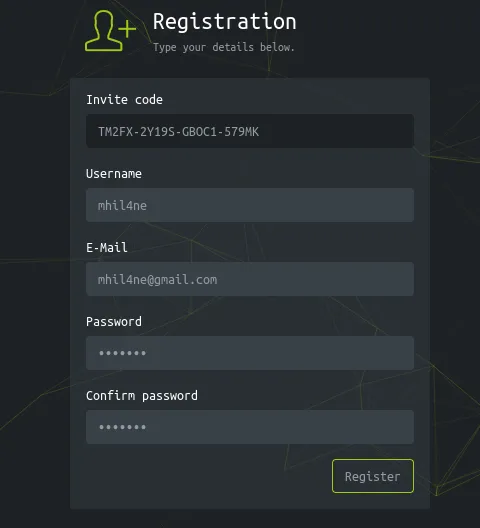 Registration
Type your details below.
Invite code
TM2FX-2Y19S-GBOC1-579MK
Username
mhil4ne
E-Mail
mhil4ne@gmail.com
Password
•••••••
Confirm password
•••••••
Register